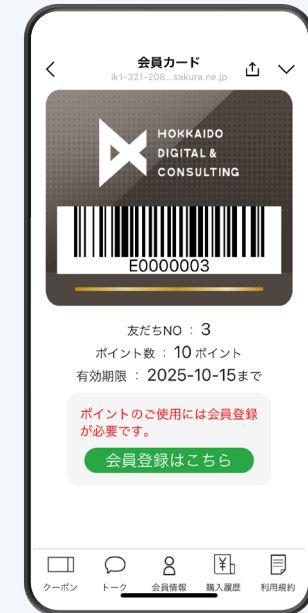 会員カード
ik1-321-208...sakura.ne.jp
HOKKAIDO
DIGITAL &
CONSULTING
E0000003
友だちNO : 3
ポイント数 : 10 ポイント
有効期限 : 2025-10-15まで
ポイントのご使用には会員登録
が必要です。
会員登録はこちら
クーポン トーク 会員情報 購入履歴 利用規約